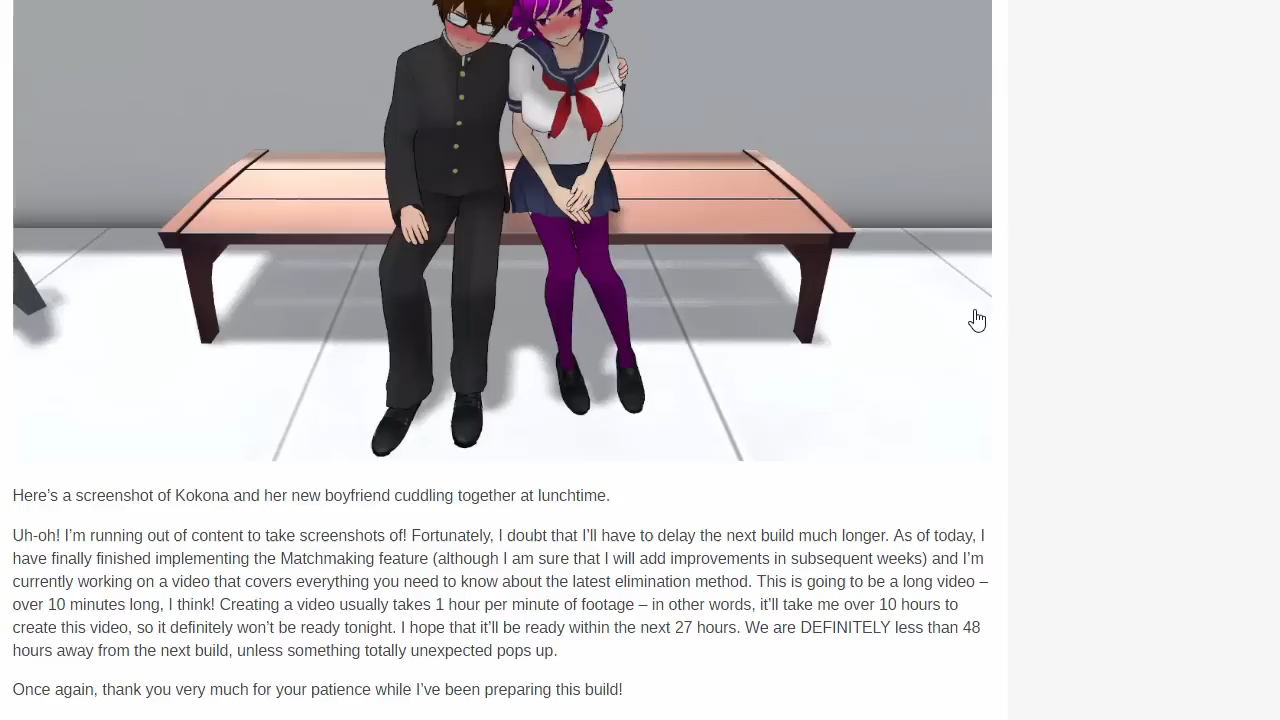 Here's a screenshot of Kokona and her new boyfriend cuddling together at lunchtime.
Uh-oh! I'm running out of content to take screenshots of! Fortunately, I doubt that I'll have to delay the next build much longer. As of today, I
have finally finished implementing the Matchmaking feature (although I am sure that I will add improvements in subsequent weeks) and I'm
currently working on a video that covers everything you need to know about the latest elimination method. This is going to be a long video –
over 10 minutes long, I think! Creating a video usually takes 1 hour per minute of footage – in other words, it'll take me over 10 hours to
create this video, so it definitely won't be ready tonight. I hope that it'll be ready within the next 27 hours. We are DEFINITELY less than 48
hours away from the next build, unless something totally unexpected pops up.
Once again, thank you very much for your patience while I've been preparing this build!